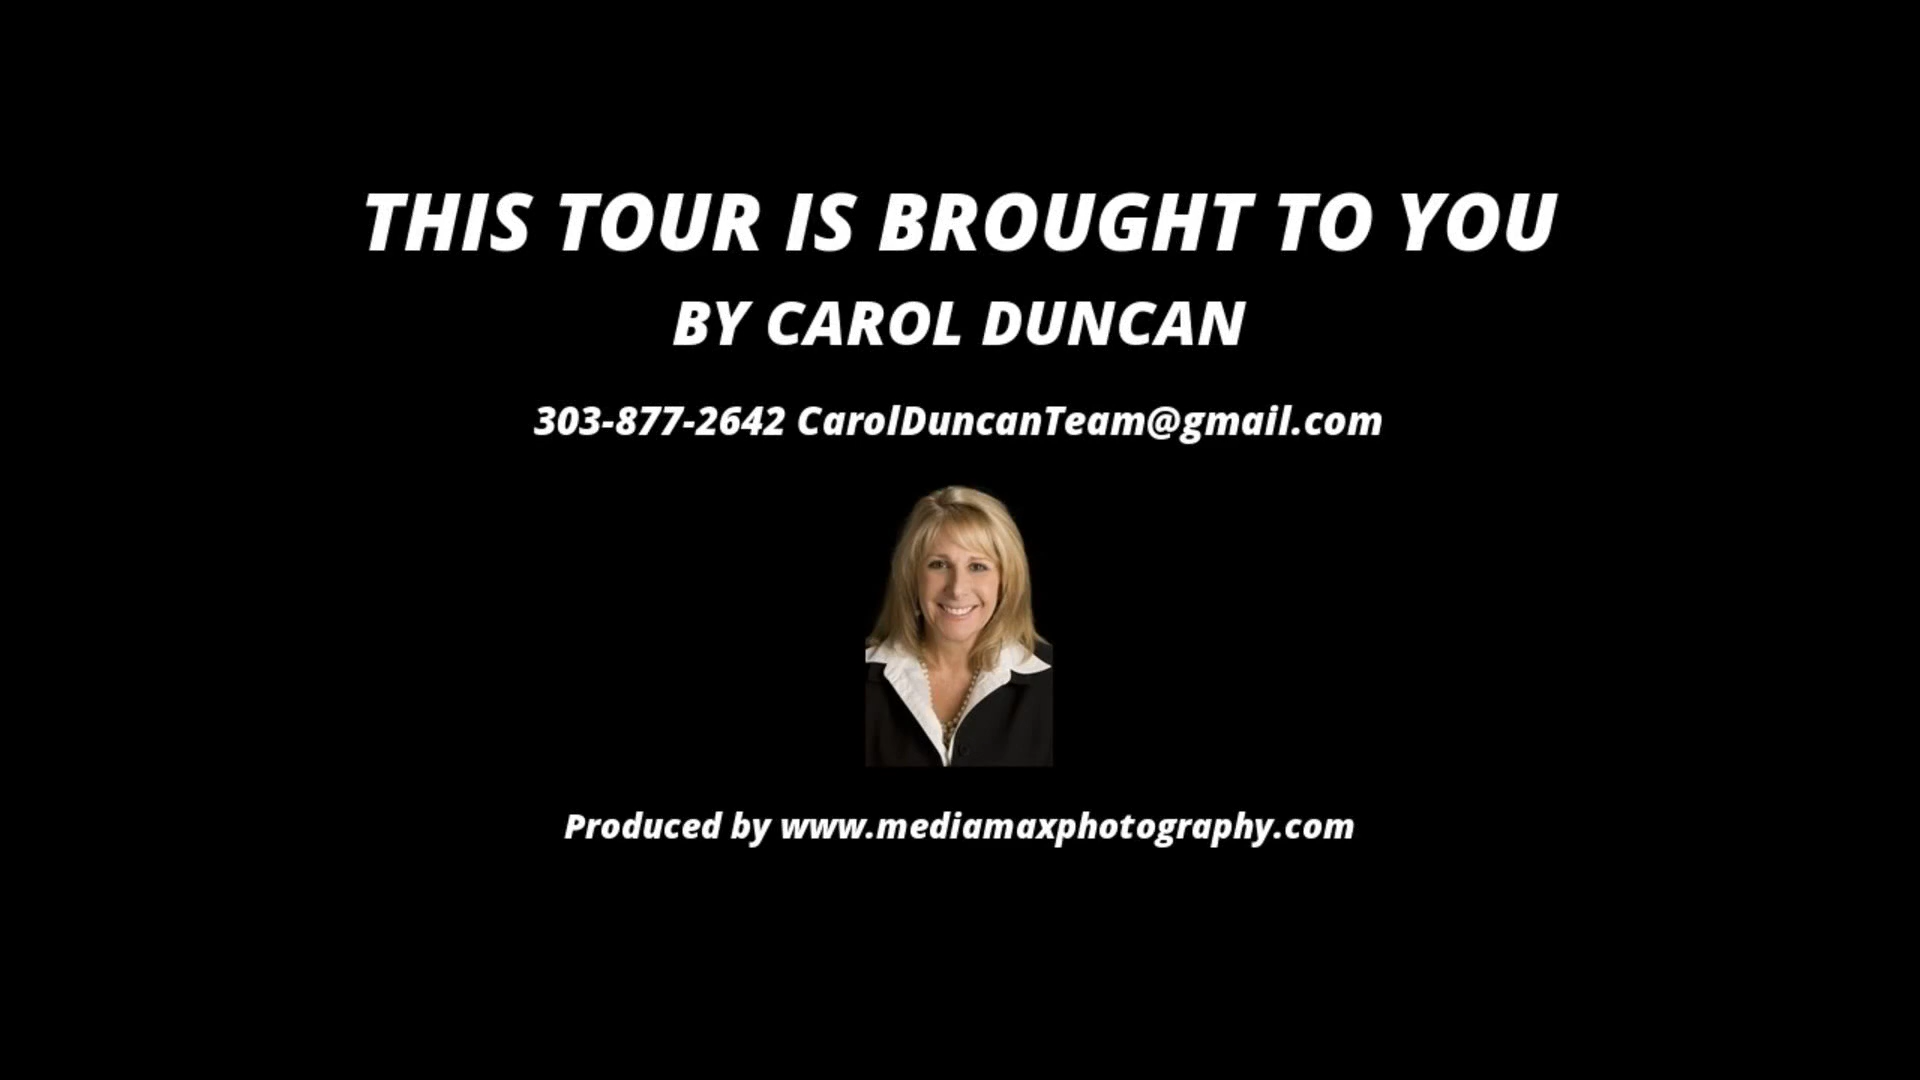 THIS TOUR IS BROUGHT TO YOU
BY CAROL DUNCAN
303-877-2642 CarolDuncanTeam@gmail.com
Produced by www.mediamaxphotography.com